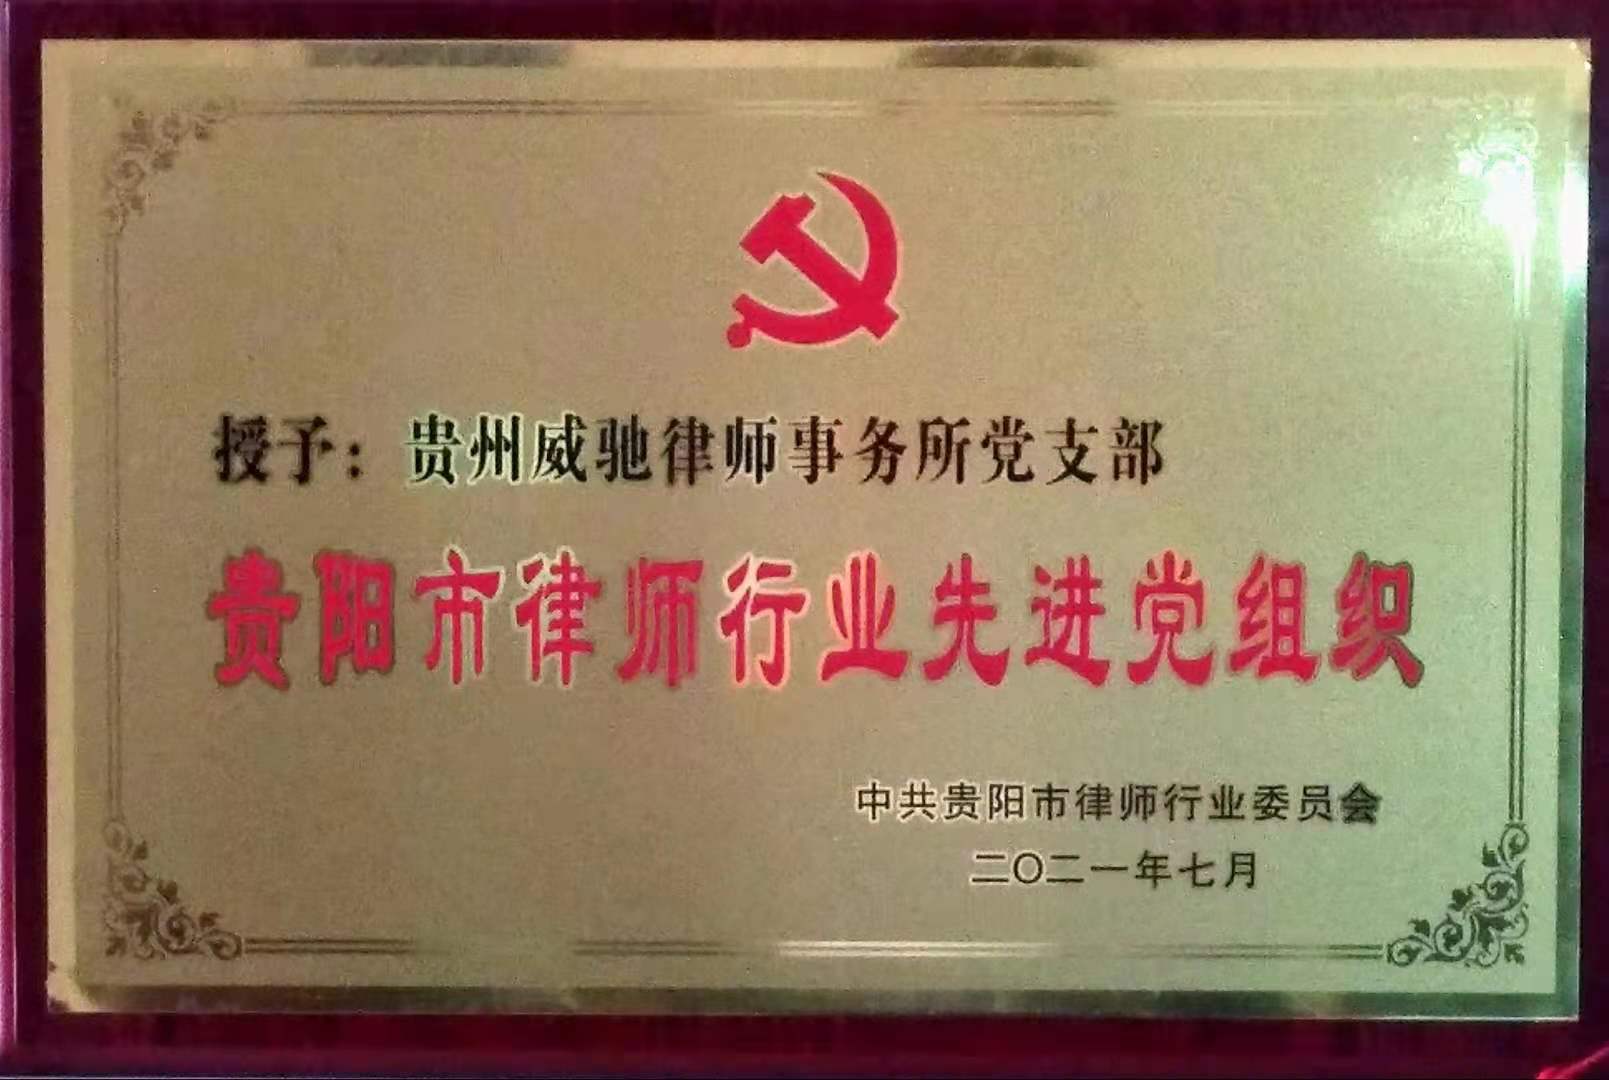 授予：贵州威驰律师事务所党支部
贵阳市律师行业先进党组织
中共贵阳市律师行业委员会
二〇二一年七月